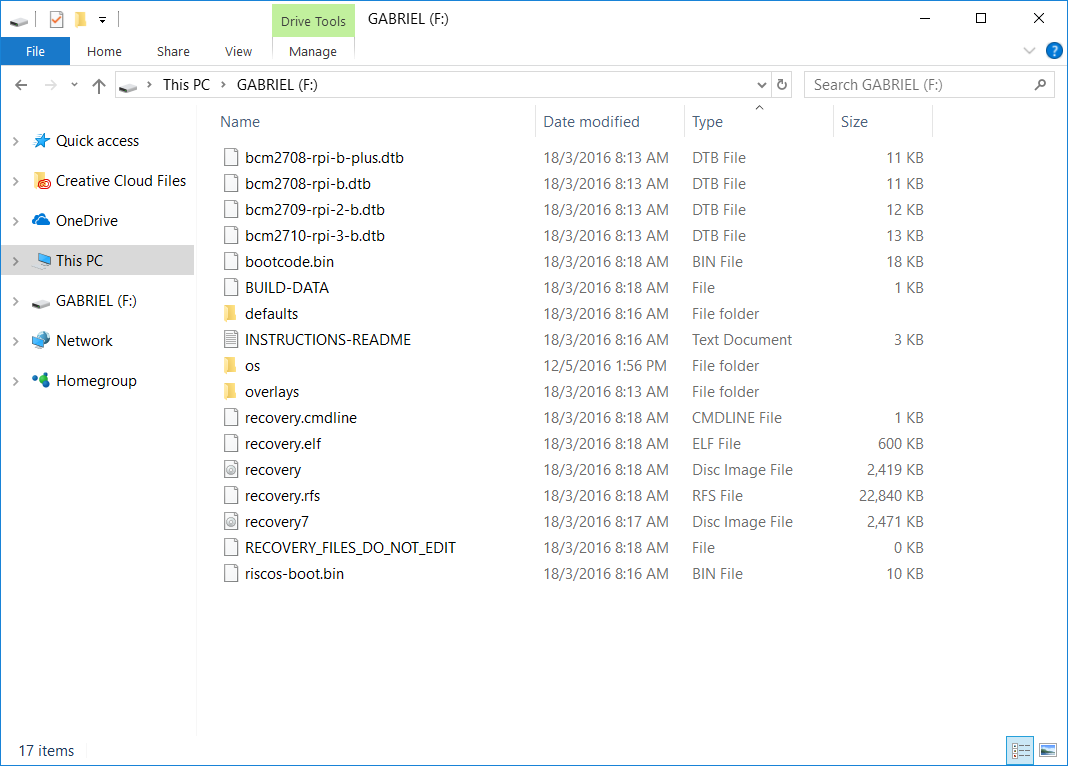 Drive Tools GABRIEL (F:)
File Home Share View Manage
This PC GABRIEL (F:) Search GABRIEL (F:)
Name Date modified Type Size
Quick access
Creative Cloud Files
OneDrive
This PC
GABRIEL (F:)
Network
Homegroup
bcm2708-rpi-b-plus.dtb 18/3/2016 8:13 AM DTB File 11 KB
bcm2708-rpi-b.dtb 18/3/2016 8:13 AM DTB File 11 KB
bcm2709-rpi-2-b.dtb 18/3/2016 8:13 AM DTB File 12 KB
bcm2710-rpi-3-b.dtb 18/3/2016 8:13 AM DTB File 13 KB
bootcode.bin 18/3/2016 8:18 AM BIN File 18 KB
BUILD-DATA 18/3/2016 8:18 AM File 1 KB
defaults 18/3/2016 8:16 AM File folder
INSTRUCTIONS-README 18/3/2016 8:16 AM Text Document 3 KB
os 12/5/2016 1:56 PM File folder
overlays 18/3/2016 8:13 AM File folder
recovery.cmdline 18/3/2016 8:18 AM CMDLINE File 1 KB
recovery.elf 18/3/2016 8:18 AM ELF File 600 KB
recovery 18/3/2016 8:18 AM Disc Image File 2,419 KB
recovery.rfs 18/3/2016 8:18 AM RFS File 22,840 KB
recovery7 18/3/2016 8:17 AM Disc Image File 2,471 KB
RECOVERY_FILES_DO_NOT_EDIT 18/3/2016 8:18 AM File 0 KB
riscos-boot.bin 18/3/2016 8:16 AM BIN File 10 KB
17 items